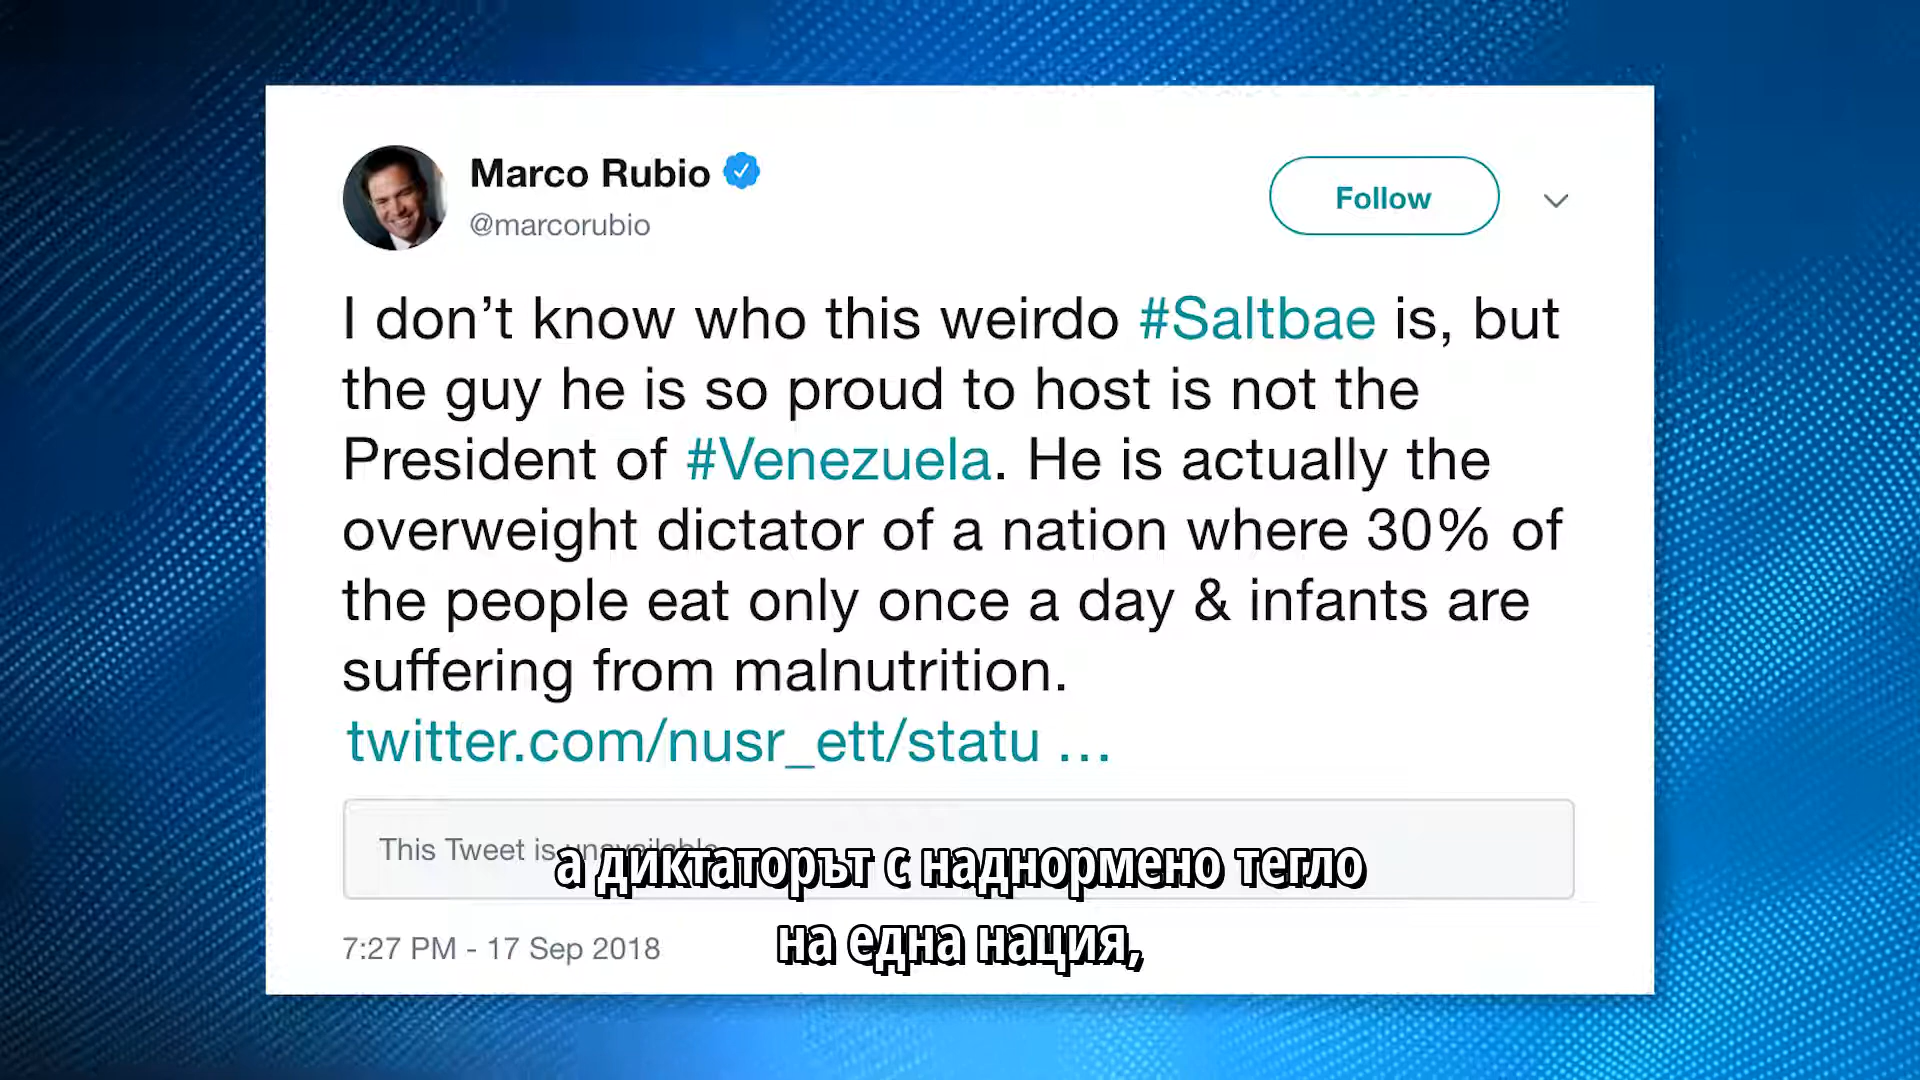 Marco Rubio
@marcorubio
Follow
I don’t know who this weirdo #Saltbae is, but
the guy he is so proud to host is not the
President of #Venezuela. He is actually the
overweight dictator of a nation where 30% of
the people eat only once a day & infants are
suffering from malnutrition.
twitter.com/nusr_ett/statu ...
This Tweet is unavailable.
а диктаторът с наднормено тегло
на една нация,
7:27 PM - 17 Sep 2018